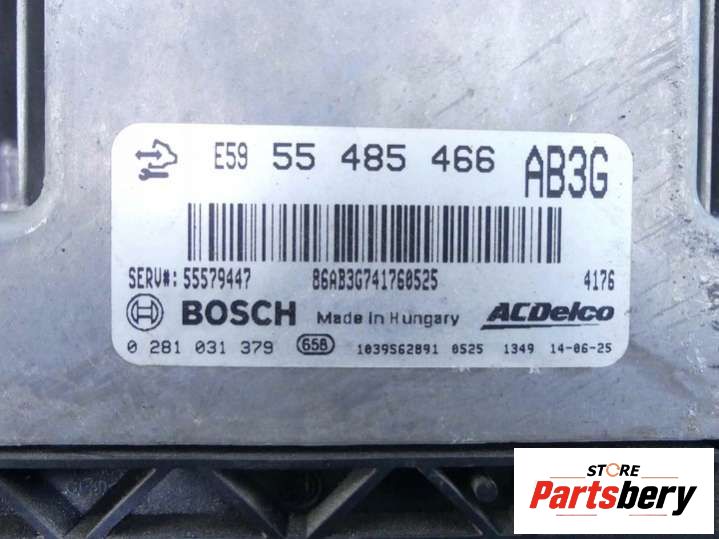 E59 55 485 466 AB3G
SERV#: 55579447 86AB3G741760525 4176
BOSCH Made in Hungary ACDelco
0 281 031 379 658 1039S62891 0525 1349 14-06-25
STORE
Partsbery